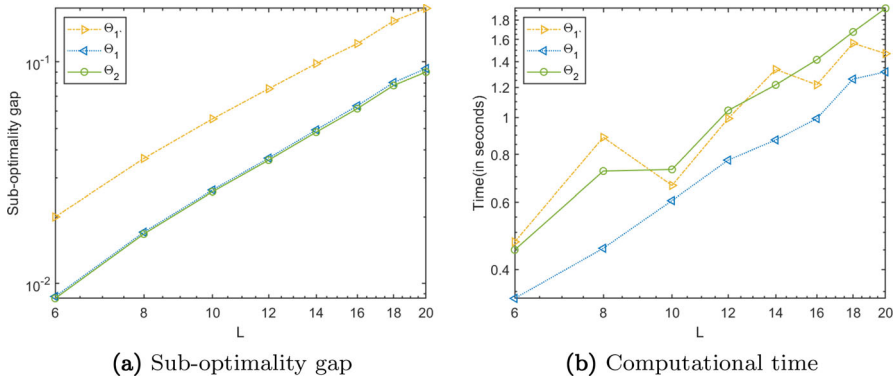 Sub-optimality gap
10⁻¹
10⁻²
Θ₁·
Θ₁
Θ₂
6 8 10 12 14 16 18 20
L
(a) Sub-optimality gap
Time(in seconds)
1.8
1.6
1.4
1.2
1
0.8
0.6
0.4
Θ₁·
Θ₁
Θ₂
6 8 10 12 14 16 18 20
L
(b) Computational time